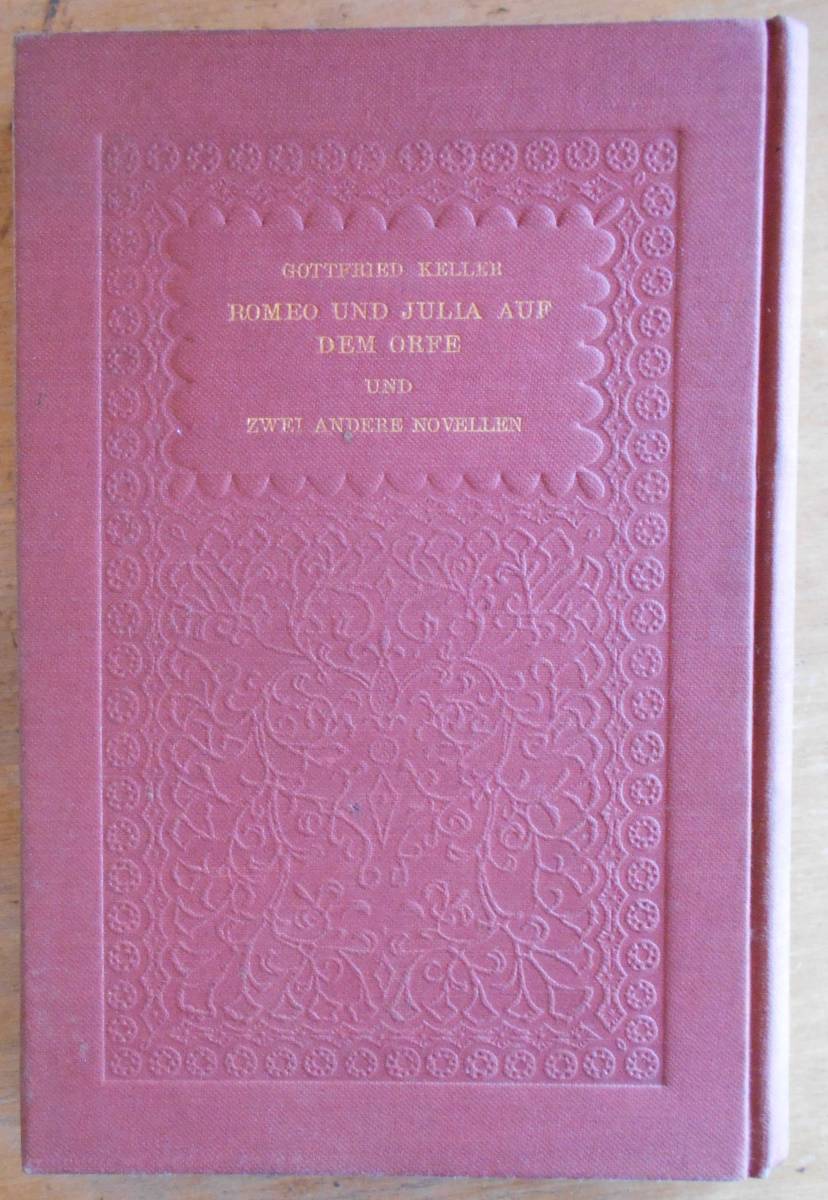 GOTTFRIED KELLER
ROMEO UND JULIA AUF
DEM ORFE
UND
ZWEI ANDERE NOVELLEN